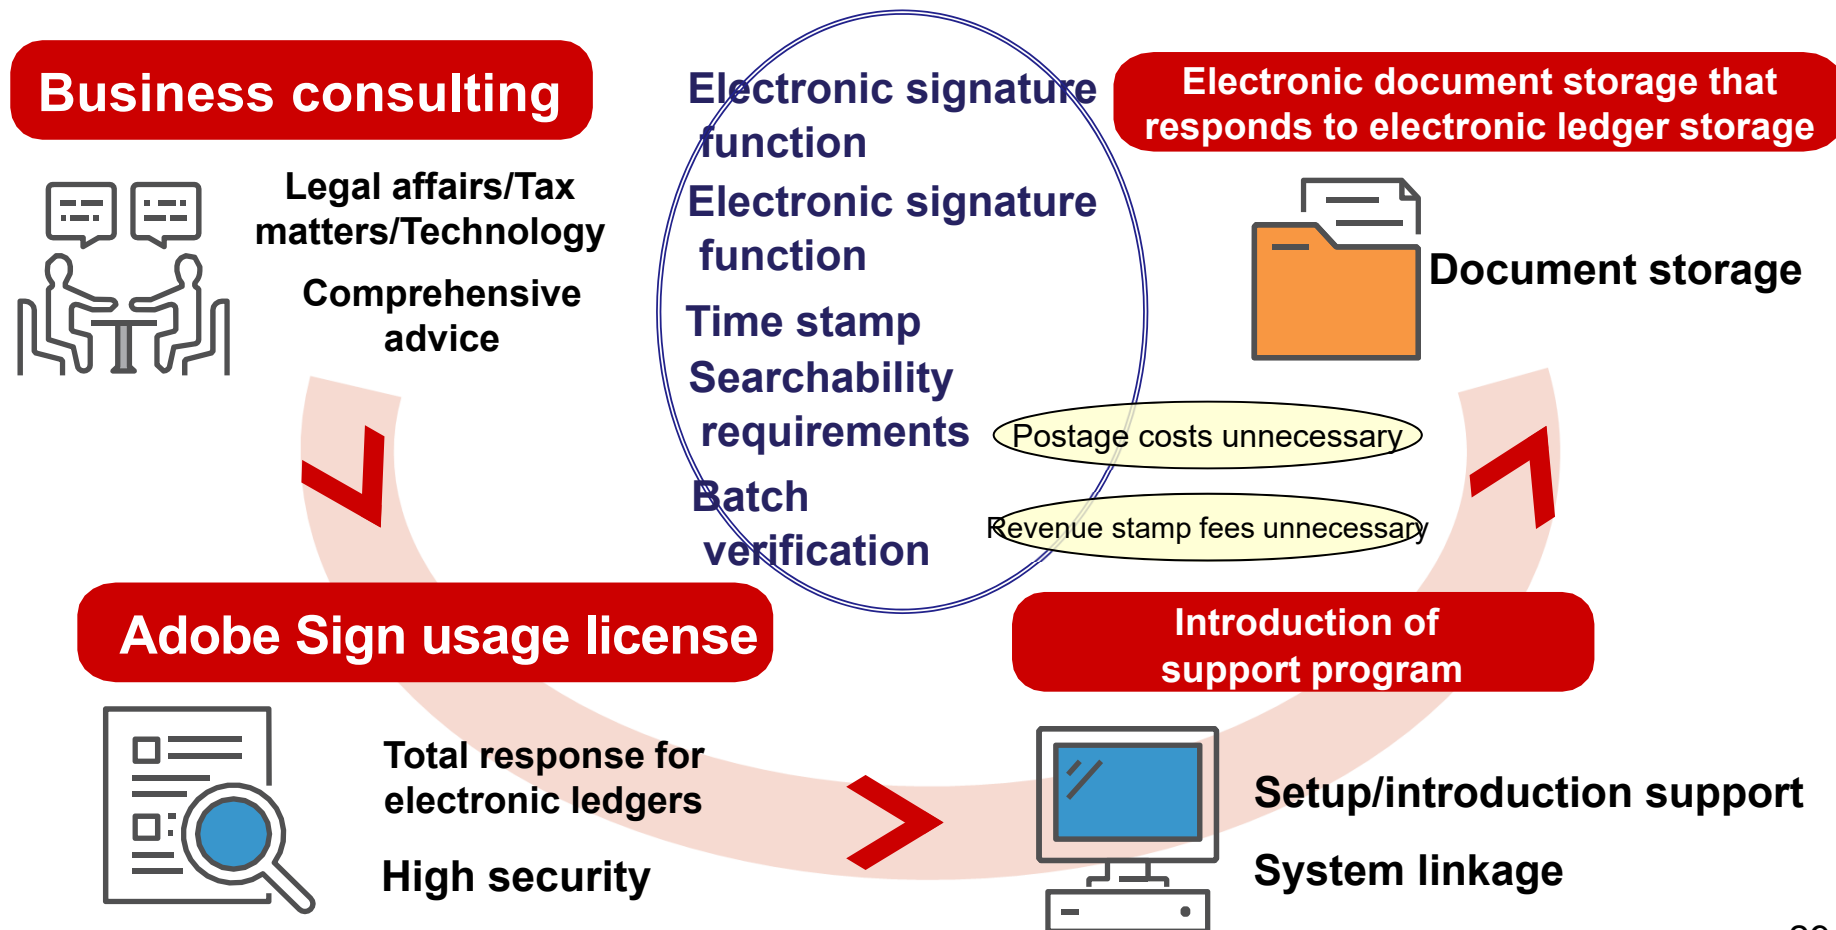 Business consulting
Legal affairs/Tax
matters/Technology
Comprehensive
advice
Electronic signature
function
Electronic signature
function
Time stamp
Searchability
requirements
Batch
verification
Electronic document storage that
responds to electronic ledger storage
Document storage
Postage costs unnecessary
Revenue stamp fees unnecessary
Adobe Sign usage license
Total response for
electronic ledgers
High security
Introduction of
support program
Setup/introduction support
System linkage